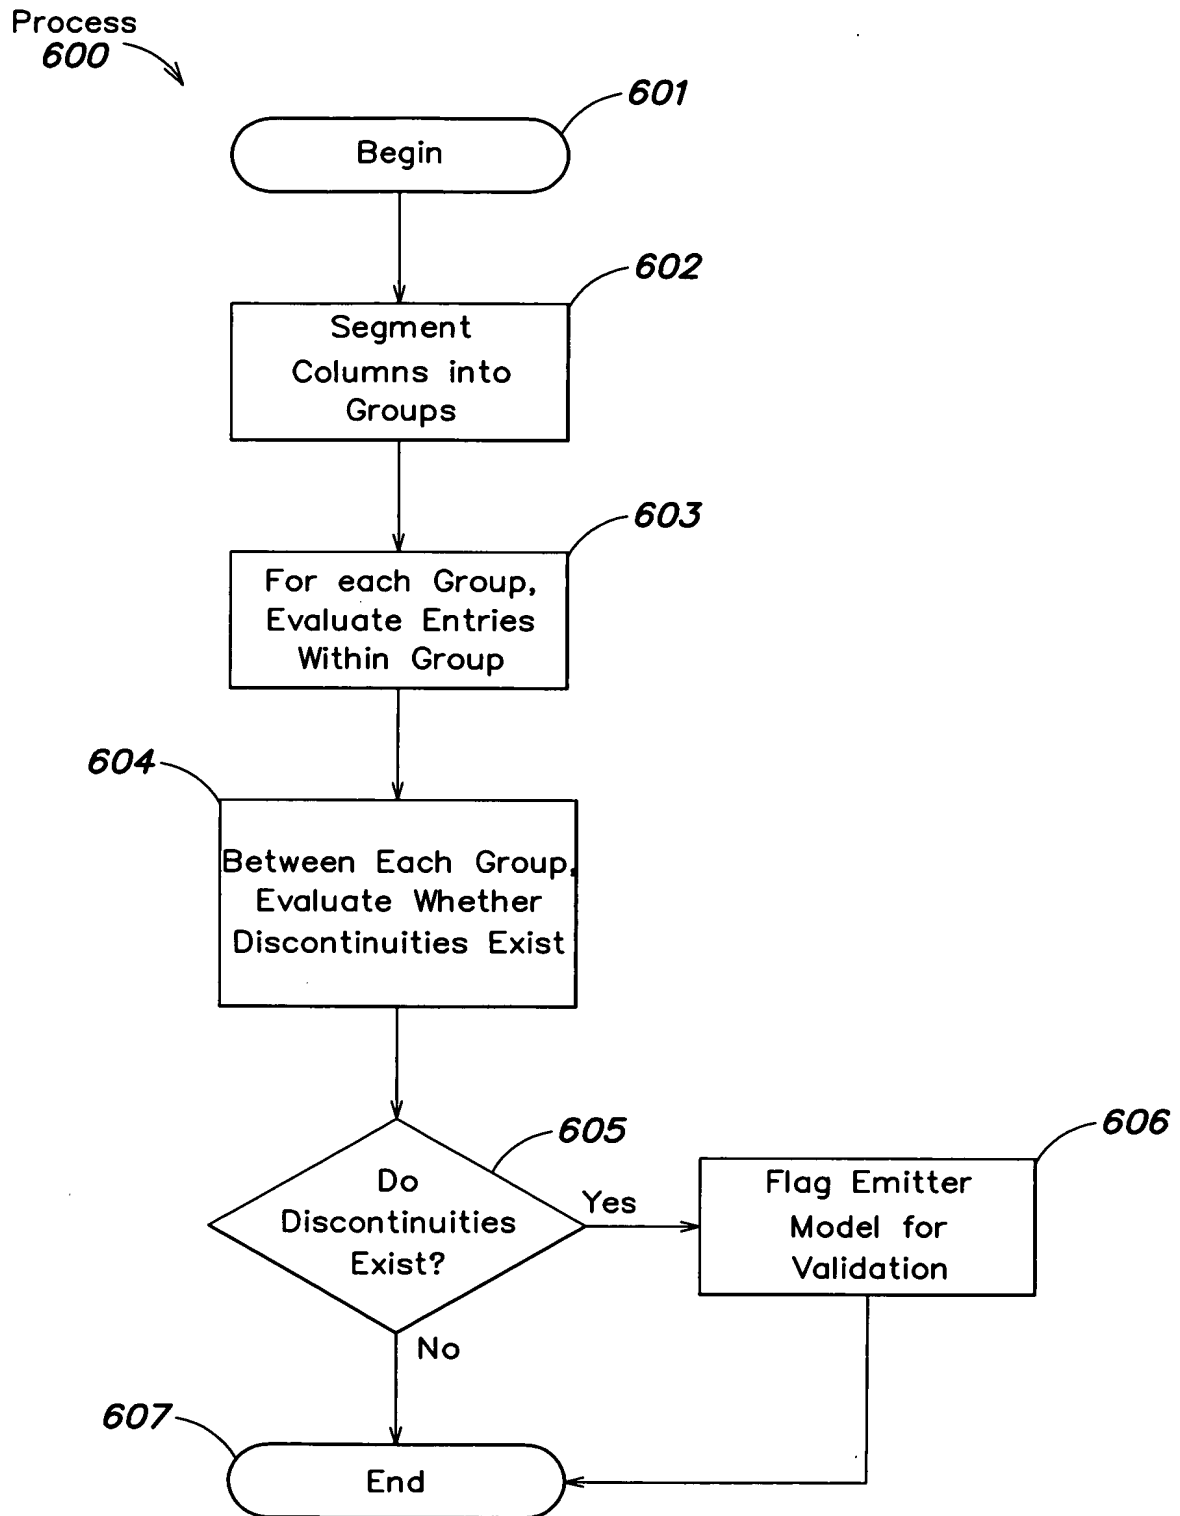 Process
600
601
Begin
602
Segment
Columns into
Groups
603
For each Group,
Evaluate Entries
Within Group
604
Between Each Group,
Evaluate Whether
Discontinuities Exist
605
Do
Discontinuities
Exist?
Yes
606
Flag Emitter
Model for
Validation
No
607
End